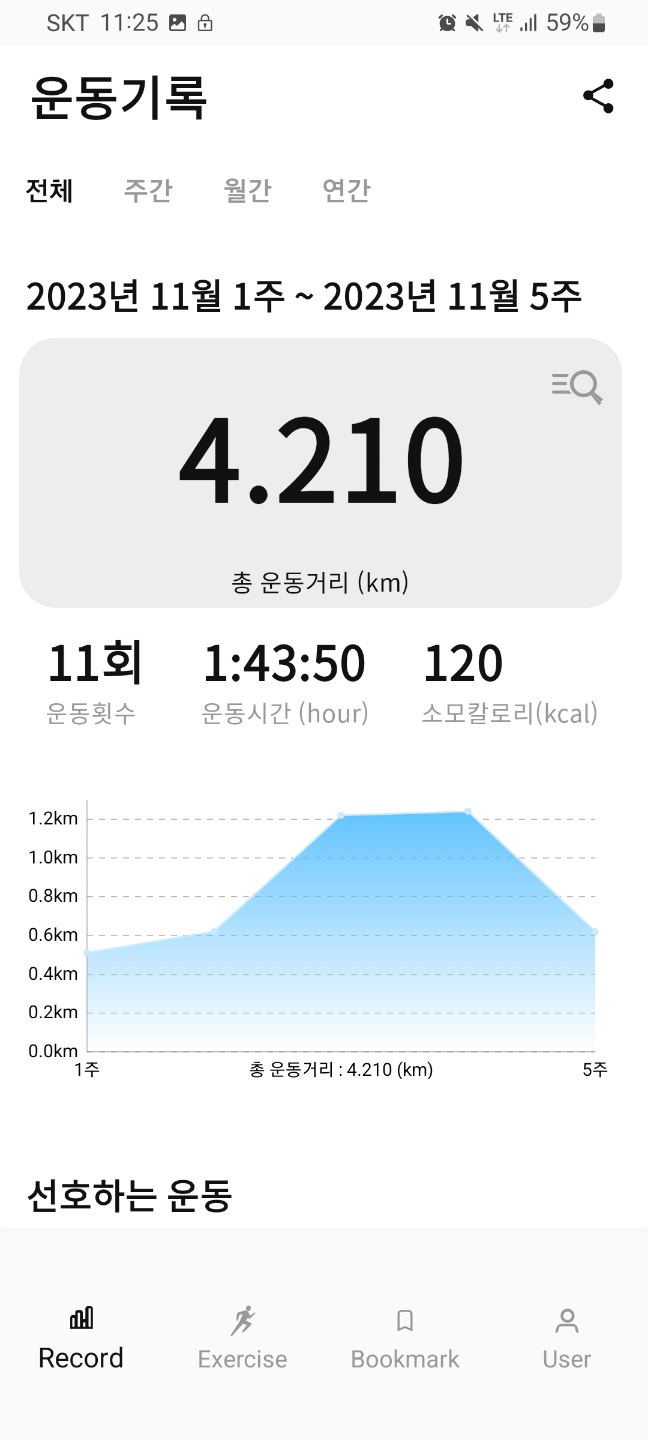 SKT 11:25 LTE 59%
운동기록
전체 주간 월간 연간
2023년 11월 1주 ~ 2023년 11월 5주
4.210
총 운동거리 (km)
11회 1:43:50 120
운동횟수 운동시간 (hour) 소모칼로리(kcal)
1.2km
1.0km
0.8km
0.6km
0.4km
0.2km
0.0km
1주 총 운동거리 : 4.210 (km) 5주
선호하는 운동
Record Exercise Bookmark User